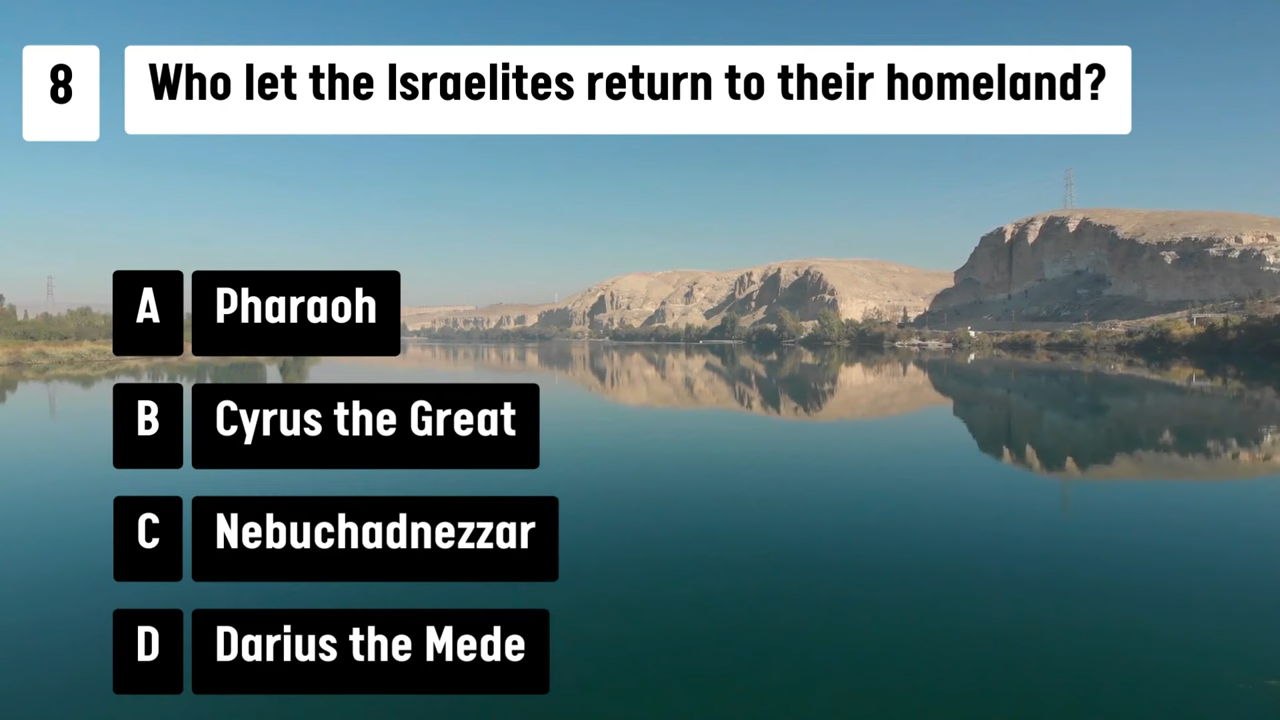 8 Who let the Israelites return to their homeland?
A Pharaoh
B Cyrus the Great
C Nebuchadnezzar
D Darius the Mede